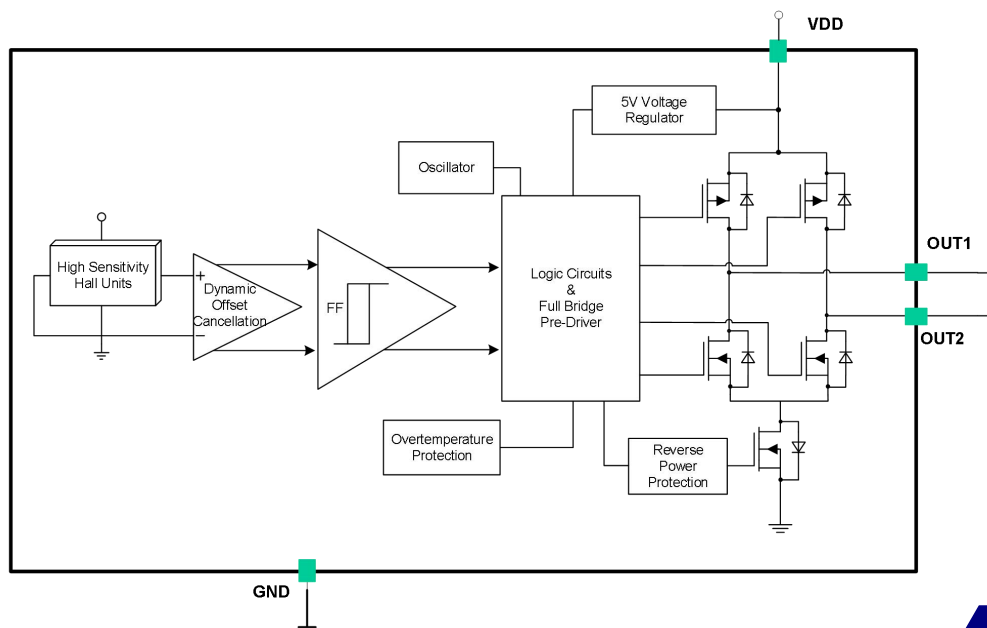 VDD
5V Voltage
Regulator
Oscillator
OUT1
High Sensitivity
Hall Units
+
Dynamic
Offset
Cancellation
−
FF
Logic Circuits
&
Full Bridge
Pre-Driver
OUT2
Overtemperature
Protection
Reverse
Power
Protection
GND